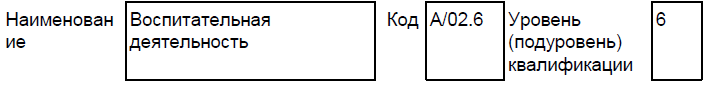 Наименован Воспитательная Код A/02.6 Уровень 6
ие деятельность (подуровень)
квалификации